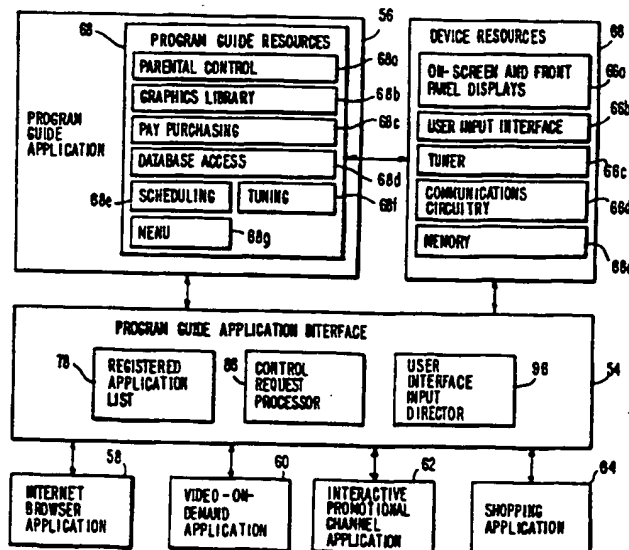 68
PROGRAM GUIDE RESOURCES
56
PARENTAL CONTROL
68a
GRAPHICS LIBRARY
68b
PROGRAM
GUIDE
APPLICATION
PAY PURCHASING
68c
DATABASE ACCESS
68d
68e
SCHEDULING
TUNING
68f
MENU
68g
DEVICE RESOURCES
66
ON-SCREEN AND FRONT
PANEL DISPLAYS
66a
USER INPUT INTERFACE
66b
TUNER
66c
COMMUNICATIONS
CIRCUITRY
66d
MEMORY
PROGRAM GUIDE APPLICATION INTERFACE
78
REGISTERED
APPLICATION
LIST
CONTROL
REQUEST
PROCESSOR
USER
INTERFACE
INPUT
DIRECTOR
96
54
58
INTERNET
BROWSER
APPLICATION
60
VIDEO-ON-
DEMAND APPLICATION
62
INTERACTIVE
PROMOTIONAL
CHANNEL APPLICATION
64
SHOPPING
APPLICATION